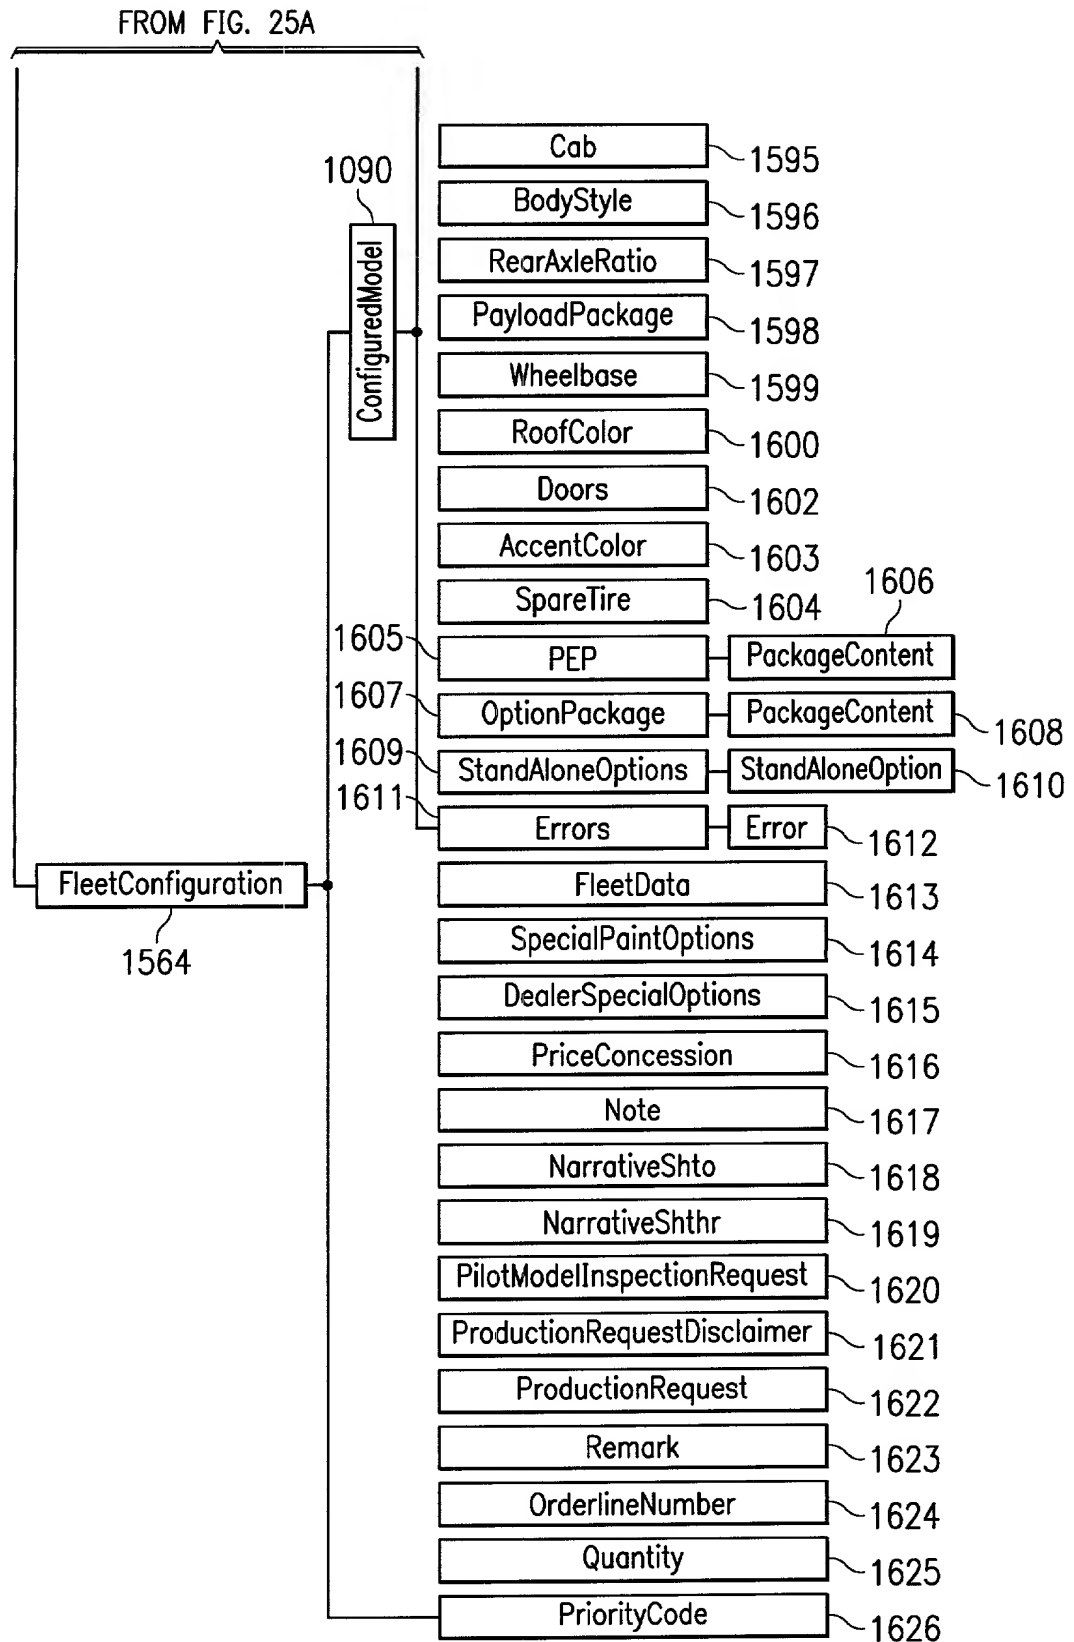 FROM FIG. 25A
Cab
1595
1090
BodyStyle
1596
ConfiguredModel
RearAxleRatio
1597
PayloadPackage
1598
Wheelbase
1599
RoofColor
1600
Doors
1602
AccentColor
1603
1606
SpareTire
1604
1605
PEP
PackageContent
1607
OptionPackage
PackageContent
1608
1609
StandAloneOptions
StandAloneOption
1610
1611
Errors
Error
1612
FleetConfiguration
FleetData
1613
1564
SpecialPaintOptions
1614
DealerSpecialOptions
1615
PriceConcession
1616
Note
1617
NarrativeShto
1618
NarrativeShthr
1619
PilotModelInspectionRequest
1620
ProductionRequestDisclaimer
1621
ProductionRequest
1622
Remark
1623
OrderlineNumber
1624
Quantity
1625
PriorityCode
1626